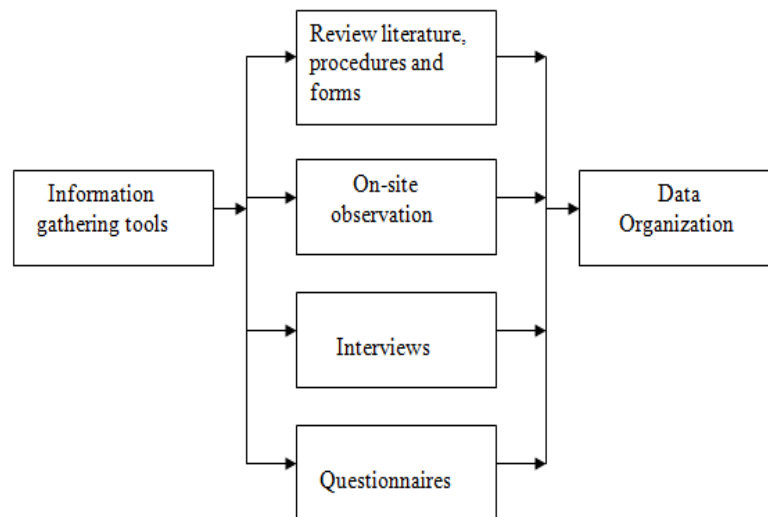 Review literature,
procedures and
forms
Information
gathering tools
On-site
observation
Data
Organization
Interviews
Questionnaires